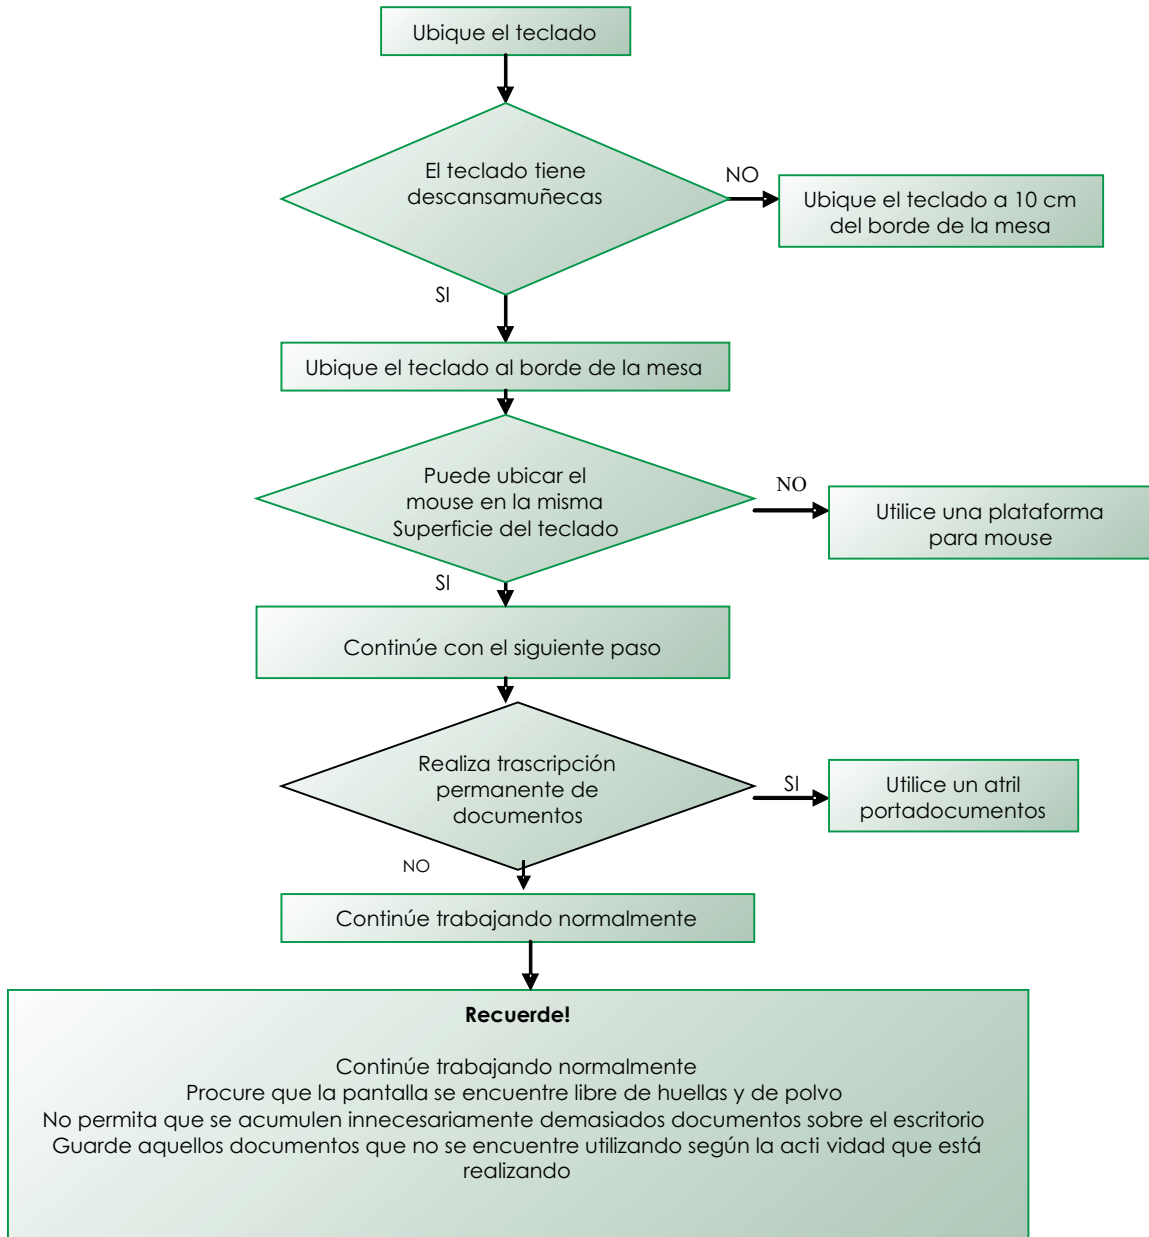 Ubique el teclado
El teclado tiene
descansamuñecas
NO
Ubique el teclado a 10 cm
del borde de la mesa
SI
Ubique el teclado al borde de la mesa
Puede ubicar el
mouse en la misma
Superficie del teclado
NO
Utilice una plataforma
para mouse
SI
Continúe con el siguiente paso
Realiza trascripción
permanente de
documentos
SI
Utilice un atril
portadocumentos
NO
Continúe trabajando normalmente
Recuerde!
Continúe trabajando normalmente
Procure que la pantalla se encuentre libre de huellas y de polvo
No permita que se acumulen innecesariamente demasiados documentos sobre el escritorio
Guarde aquellos documentos que no se encuentre utilizando según la acti vidad que está
realizando